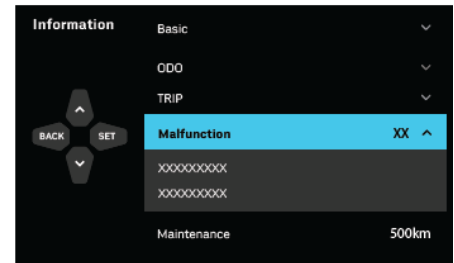 Information
Basic
ODO
TRIP
BACK SET
Malfunction XX
XXXXXXXXX
XXXXXXXXX
Maintenance 500km